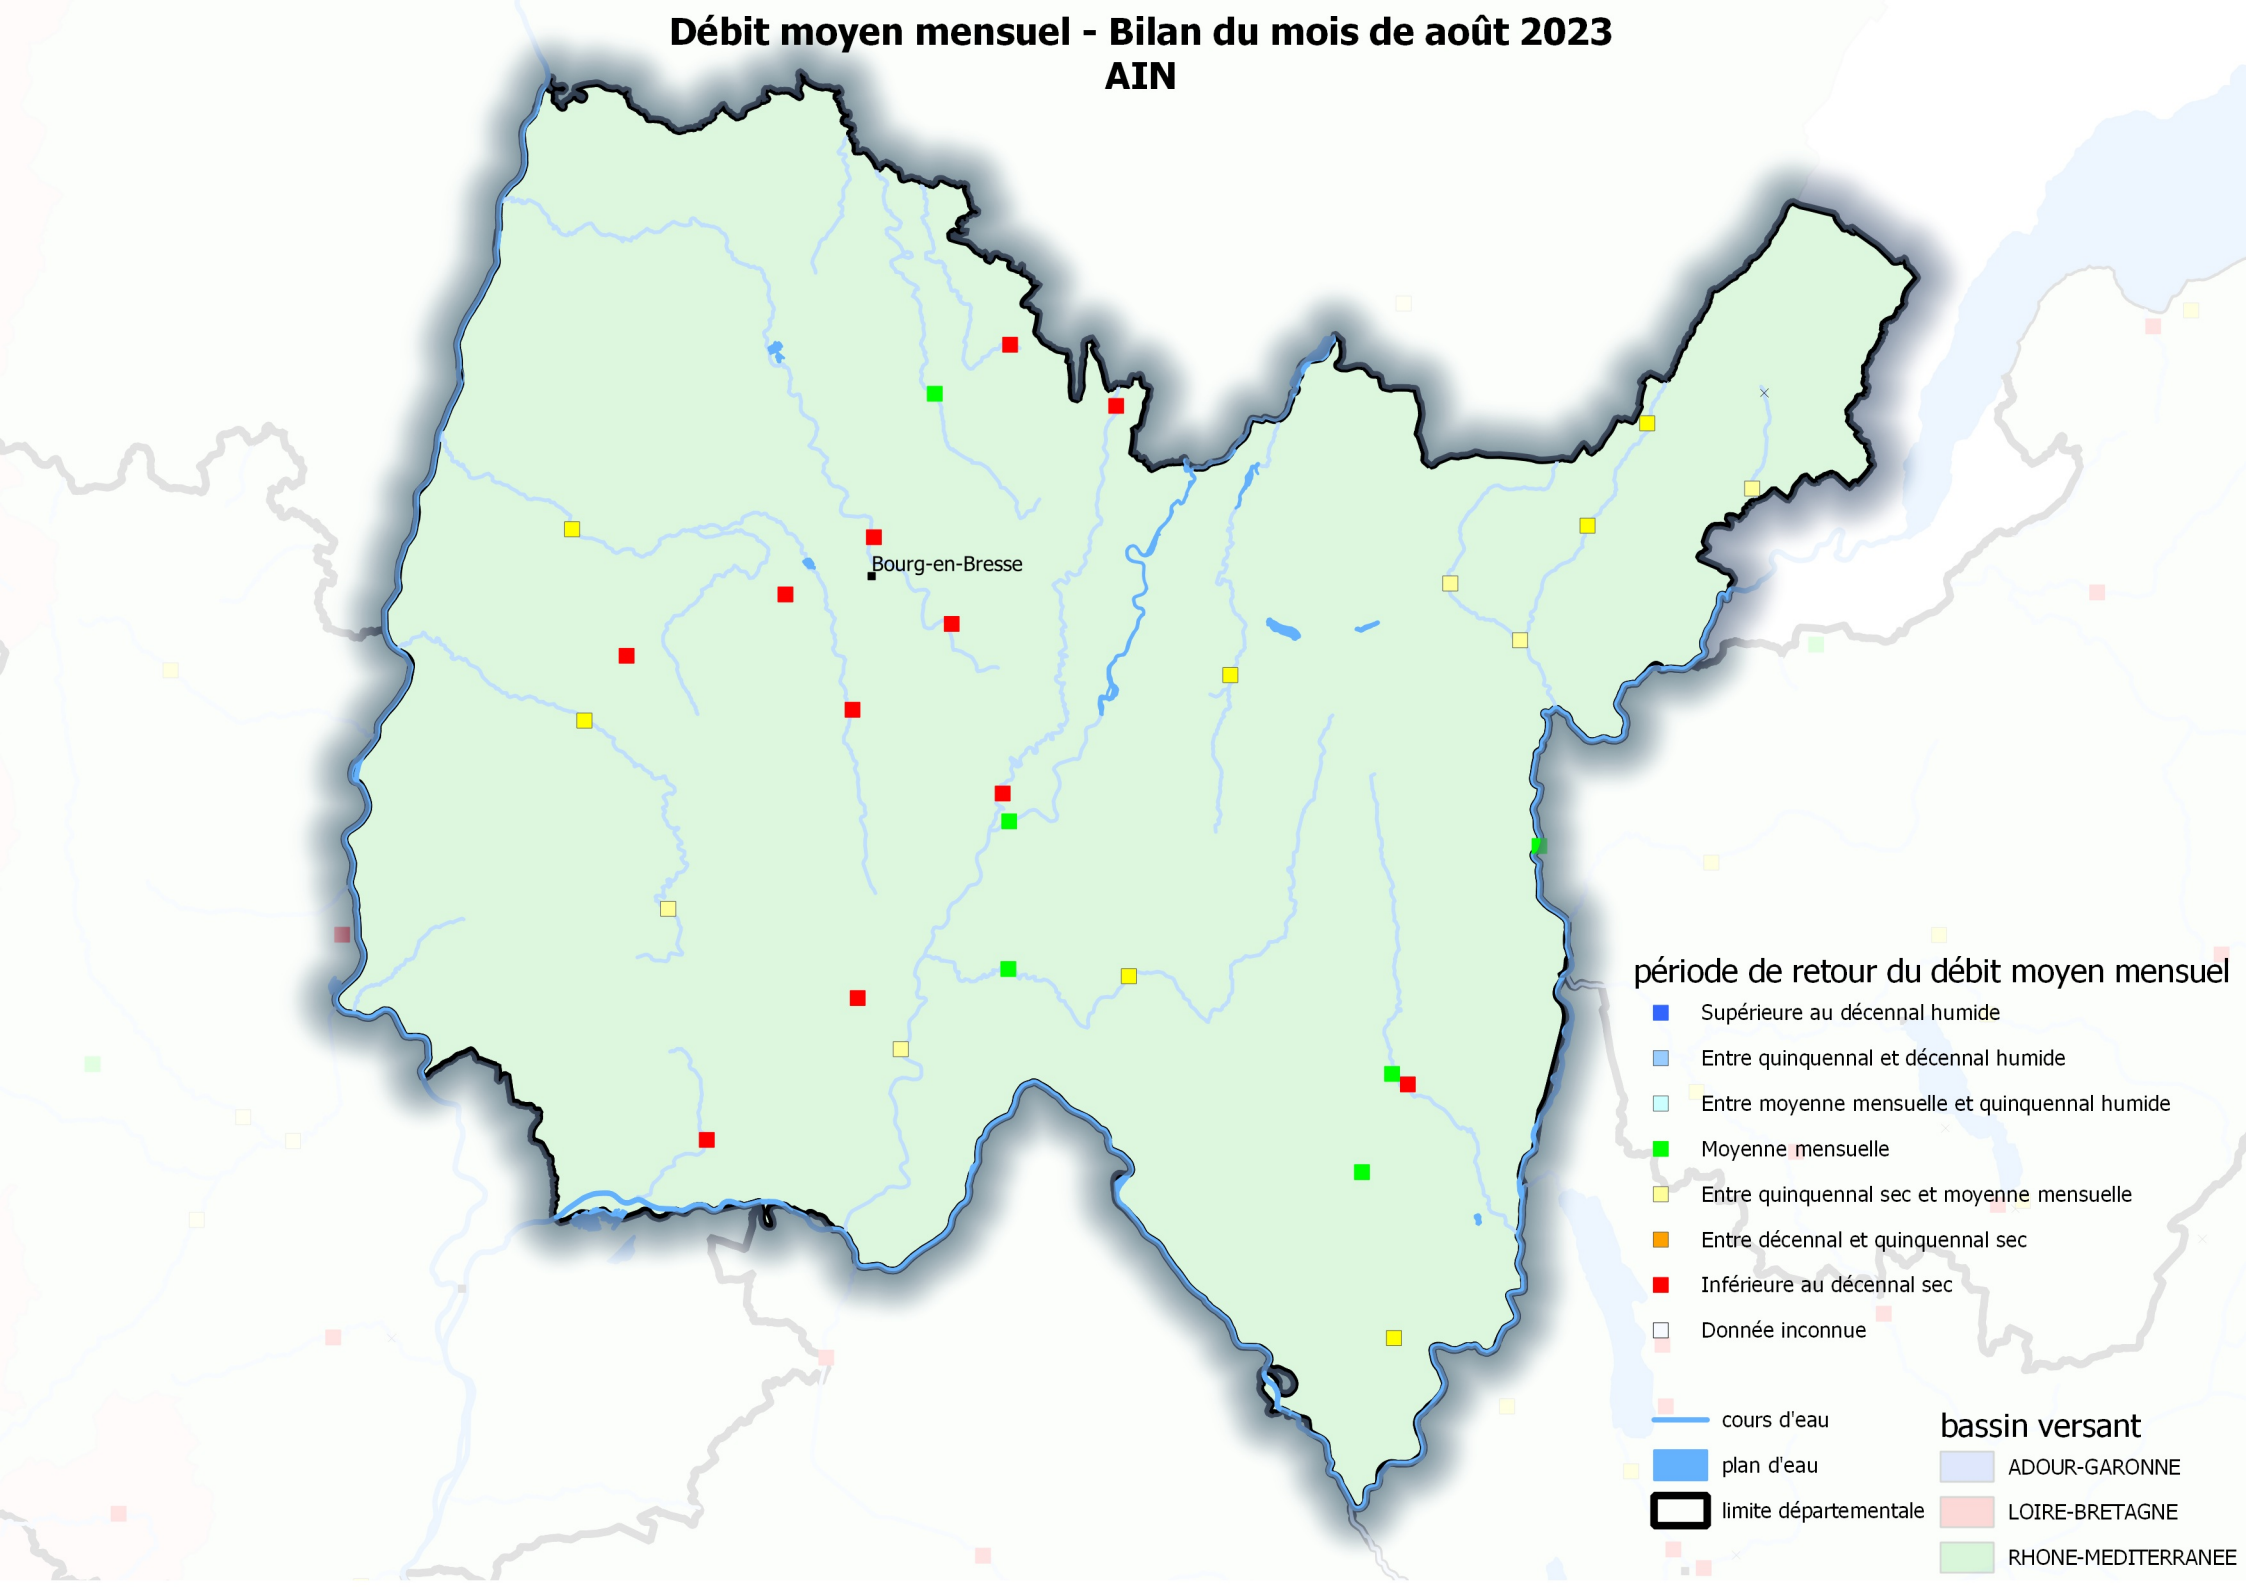 Débit moyen mensuel - Bilan du mois de août 2023
AIN
Bourg-en-Bresse
période de retour du débit moyen mensuel
Supérieure au décennal humide
Entre quinquennal et décennal humide
Entre moyenne mensuelle et quinquennal humide
Moyenne mensuelle
Entre quinquennal sec et moyenne mensuelle
Entre décennal et quinquennal sec
Inférieure au décennal sec
Donnée inconnue
cours d'eau
plan d'eau
limite départementale
bassin versant
ADOUR-GARONNE
LOIRE-BRETAGNE
RHONE-MEDITERRANEE